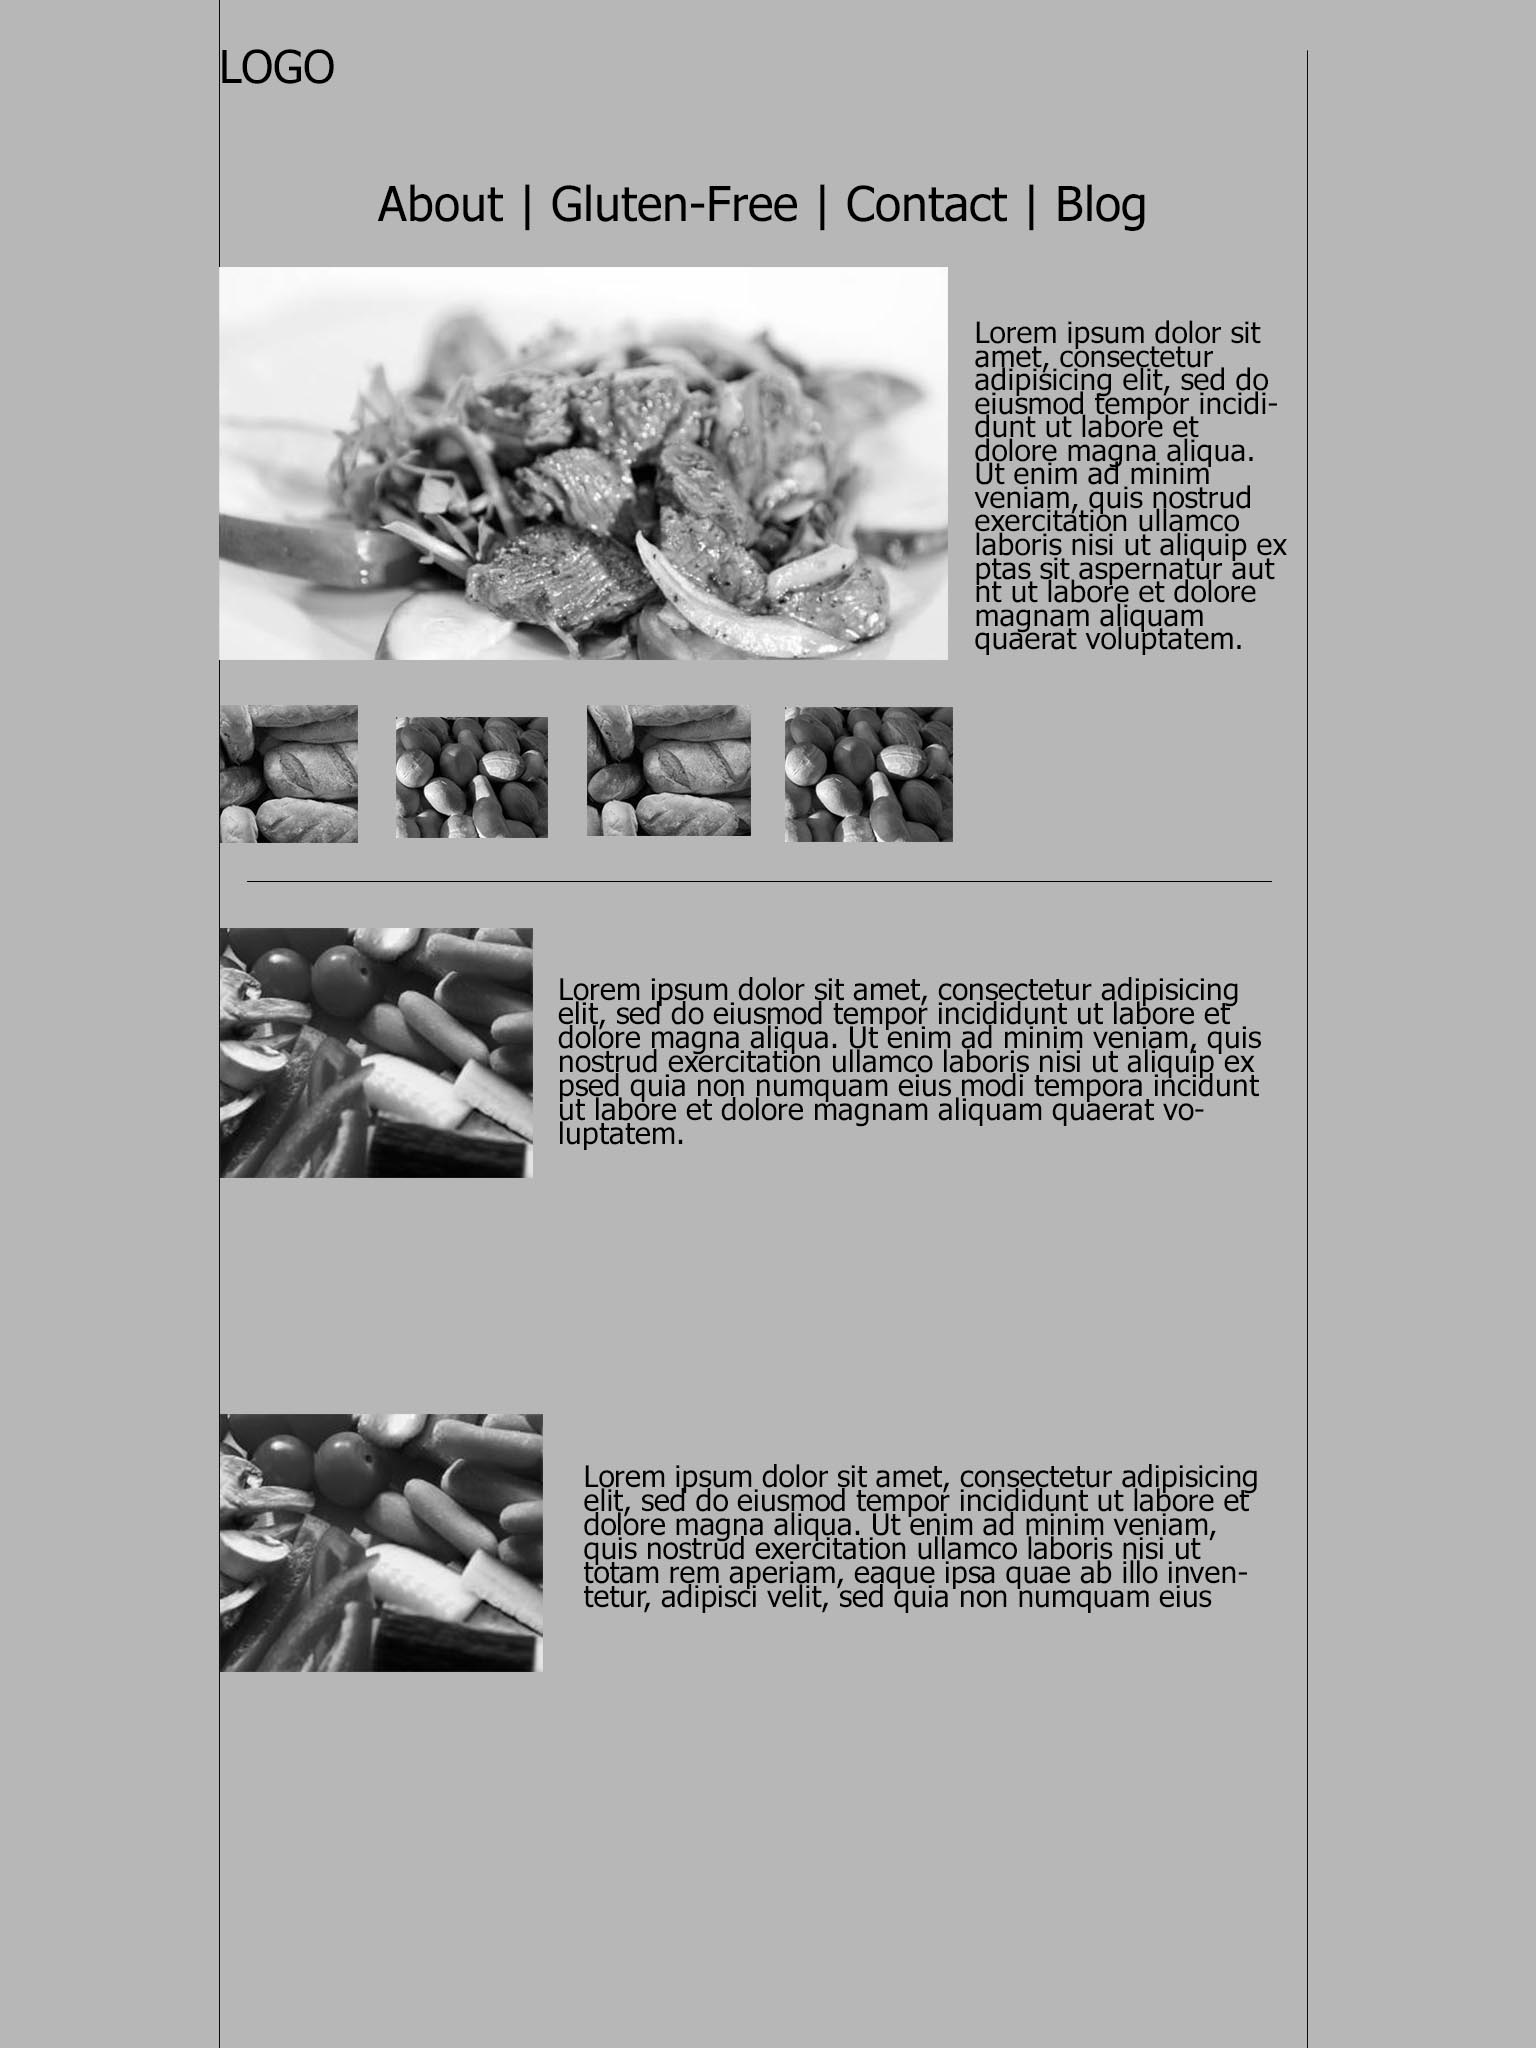 LOGO
About | Gluten-Free | Contact | Blog
Lorem ipsum dolor sit
amet, consectetur
adipisicing elit, sed do
eiusmod tempor incidi-
dunt ut labore et
dolore magna aliqua.
Ut enim ad minim
veniam, quis nostrud
exercitation ullamco
laboris nisi ut aliquip ex
ptas sit aspernatur aut
nt ut labore et dolore
magnam aliquam
quaerat voluptatem.
Lorem ipsum dolor sit amet, consectetur adipisicing
elit, sed do eiusmod tempor incididunt ut labore et
dolore magna aliqua. Ut enim ad minim veniam, quis
nostrud exercitation ullamco laboris nisi ut aliquip ex
psed quia non numquam eius modi tempora incidunt
ut labore et dolore magnam aliquam quaerat vo-
luptatem.
Lorem ipsum dolor sit amet, consectetur adipisicing
elit, sed do eiusmod tempor incididunt ut labore et
dolore magna aliqua. Ut enim ad minim veniam,
quis nostrud exercitation ullamco laboris nisi ut
totam rem aperiam, eaque ipsa quae ab illo inven-
tetur, adipisci velit, sed quia non numquam eius